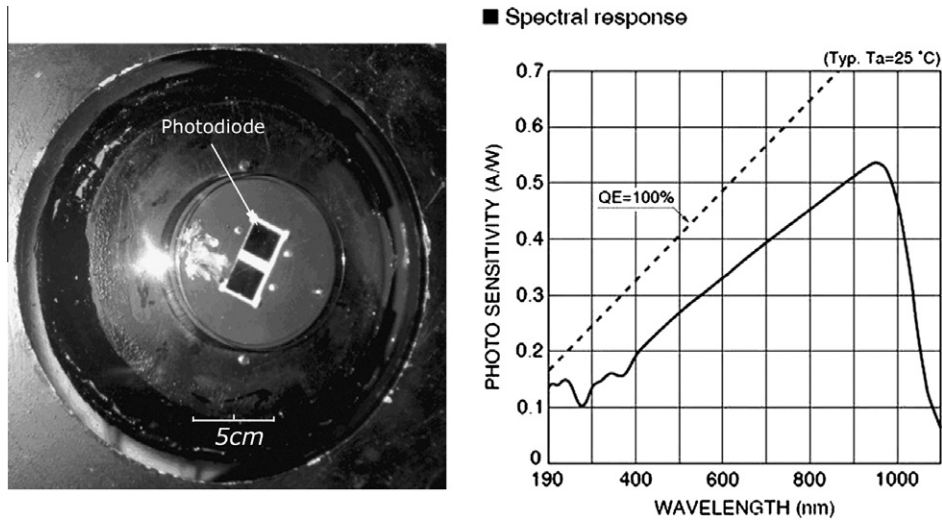 Photodiode
5cm
■ Spectral response
(Typ. Ta=25 ˚C)
0.7
0.6
0.5
0.4
0.3
0.2
0.1
0
QE=100%
190
400
600
800
1000
PHOTO SENSITIVITY (A/W)
WAVELENGTH (nm)